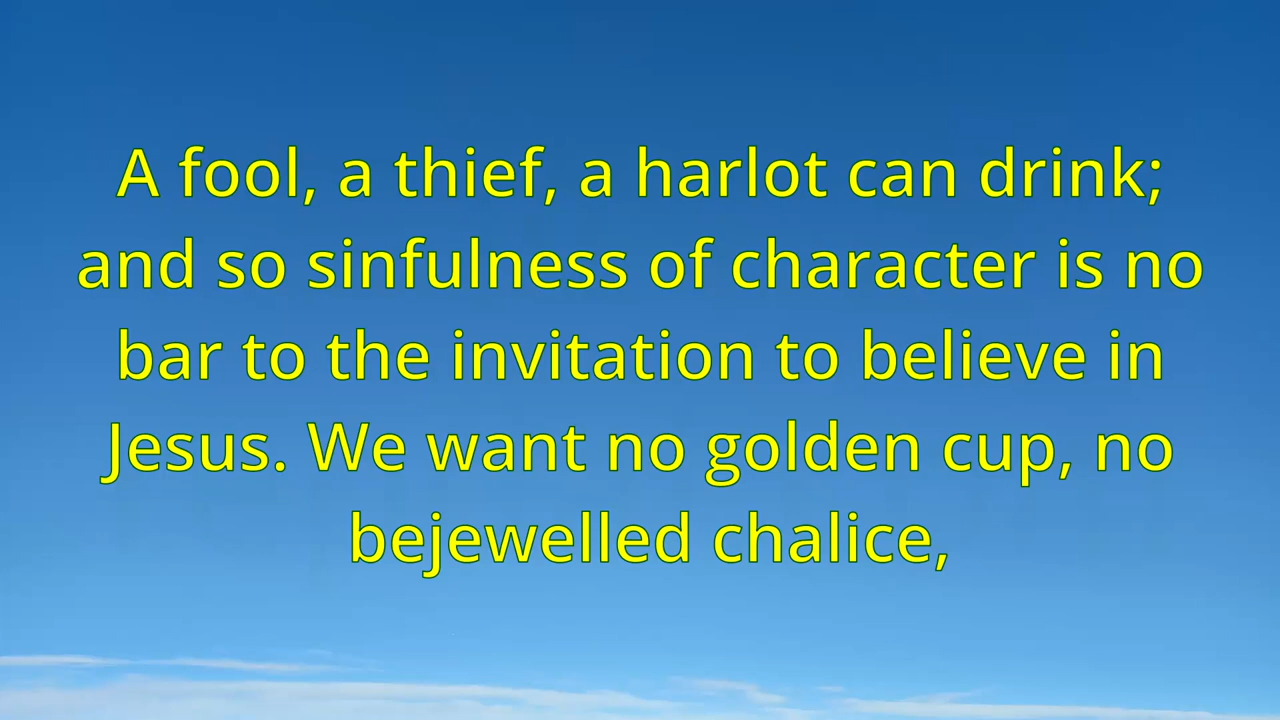 A fool, a thief, a harlot can drink;
and so sinfulness of character is no
bar to the invitation to believe in
Jesus. We want no golden cup, no
bejewelled chalice,